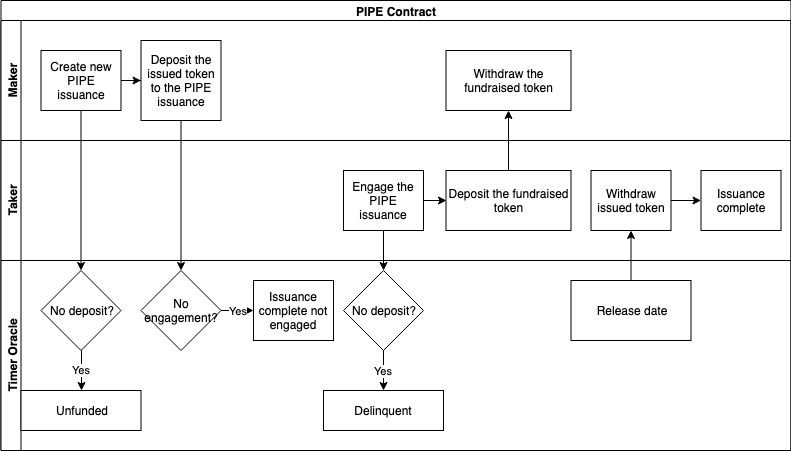 PIPE Contract
Maker
Create new
PIPE
issuance
Deposit the
issued token
to the PIPE
issuance
Withdraw the
fundraised token
Taker
Engage the
PIPE
issuance
Deposit the fundraised
token
Withdraw
issued token
Issuance
complete
Timer Oracle
No deposit?
No
engagement?
Yes
Issuance
complete not
engaged
No deposit?
Release date
Yes
Yes
Unfunded
Delinquent